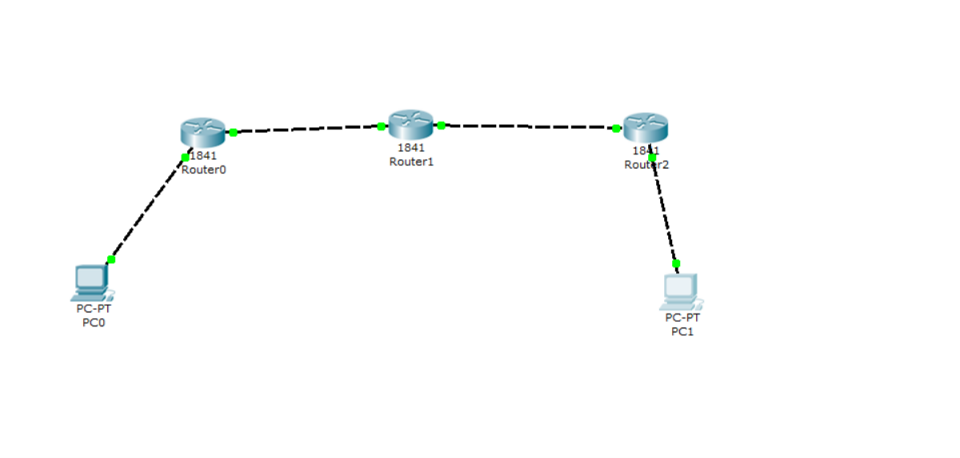 1841
Router0
1841
Router1
1841
Router2
PC-PT
PC0
PC-PT
PC1